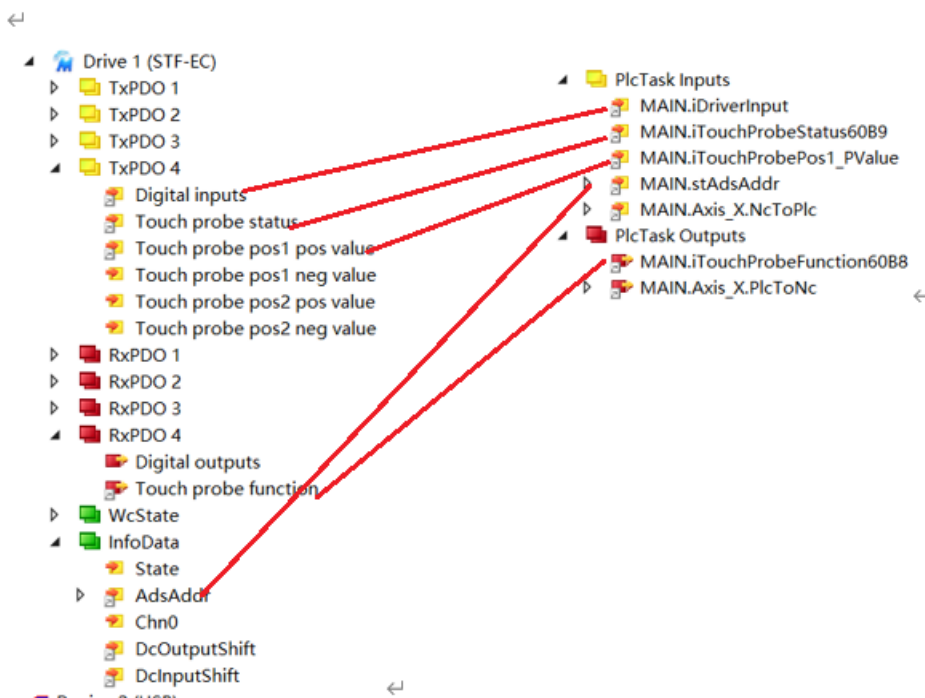 Drive 1 (STF-EC)
TxPDO 1
TxPDO 2
TxPDO 3
TxPDO 4
Digital inputs
Touch probe status
Touch probe pos1 pos value
Touch probe pos1 neg value
Touch probe pos2 pos value
Touch probe pos2 neg value
RxPDO 1
RxPDO 2
RxPDO 3
RxPDO 4
Digital outputs
Touch probe function
WcState
InfoData
State
AdsAddr
Chn0
DcOutputShift
DcInputShift
PlcTask Inputs
MAIN.iDriverInput
MAIN.iTouchProbeStatus60B9
MAIN.iTouchProbePos1_PValue
MAIN.stAdsAddr
MAIN.Axis_X.NcToPlc
PlcTask Outputs
MAIN.iTouchProbeFunction60B8
MAIN.Axis_X.PlcToNc